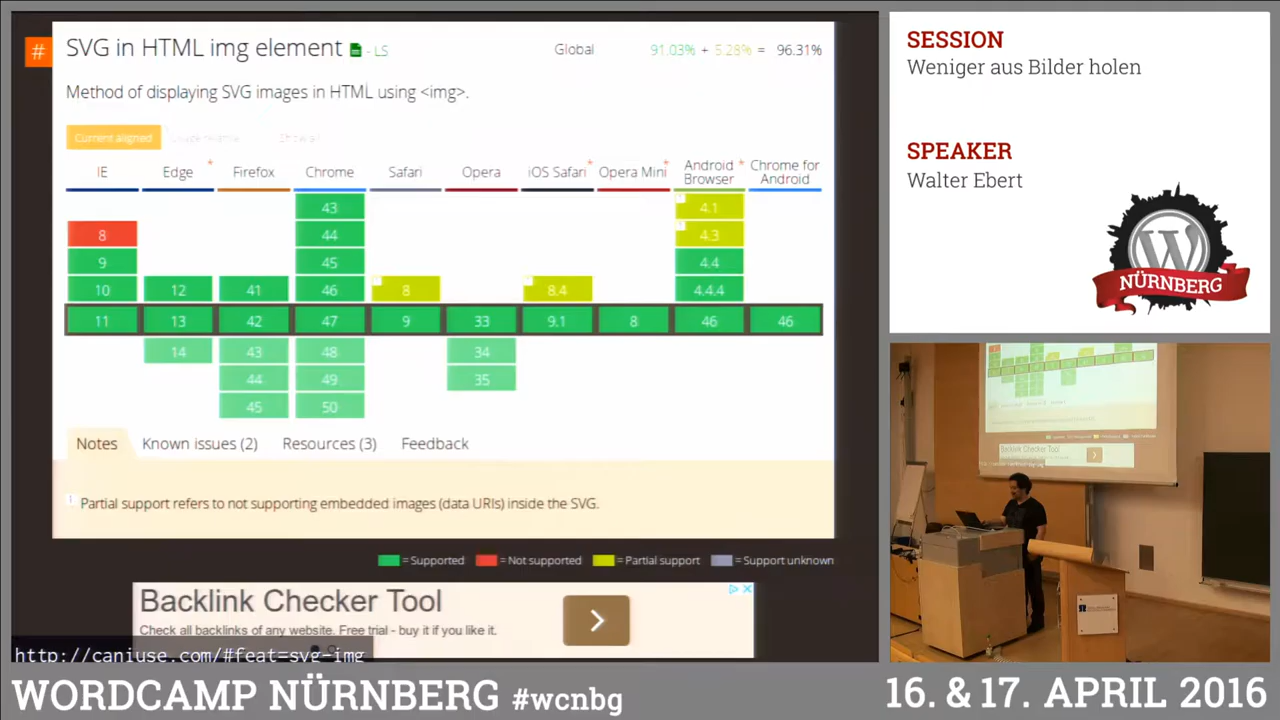 #
SVG in HTML img element - LS
Global 91.03% + 5.28% = 96.31%
Method of displaying SVG images in HTML using <img>.
Current aligned Show all
IE Edge * Firefox Chrome Safari Opera iOS Safari * Opera Mini * Android Browser * Chrome for Android
43 4.1
8 44 4.3
9 45 4.4
10 12 41 46 8 8.4 4.4.4
11 13 42 47 9 33 9.1 8 46 46
14 43 48 34
44 49 35
45 50
Notes Known issues (2) Resources (3) Feedback
1 Partial support refers to not supporting embedded images (data URIs) inside the SVG.
= Supported = Not supported = Partial support = Support unknown
Backlink Checker Tool
Check all backlinks of any website. Free trial - buy it if you like it.
http://caniuse.com/#feat=svg-img
SESSION
Weniger aus Bilder holen
SPEAKER
Walter Ebert
W
NÜRNBERG
Backlink Checker Tool
WORDCAMP NÜRNBERG #wcnbg
16. & 17. APRIL 2016